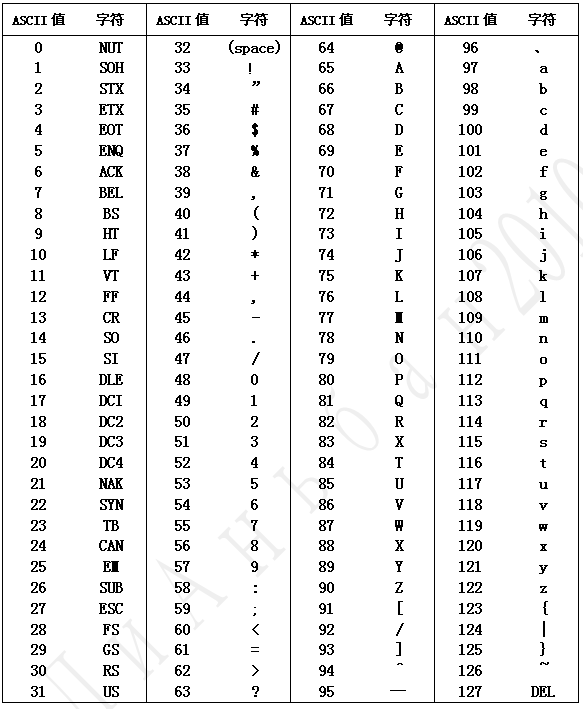 ASCII 值 字符 ASCII 值 字符 ASCII 值 字符 ASCII 值 字符
0 NUT 32 (space) 64 @ 96 、
1 SOH 33 ! 65 A 97 a
2 STX 34 ” 66 B 98 b
3 ETX 35 # 67 C 99 c
4 EOT 36 $ 68 D 100 d
5 ENQ 37 % 69 E 101 e
6 ACK 38 & 70 F 102 f
7 BEL 39 , 71 G 103 g
8 BS 40 ( 72 H 104 h
9 HT 41 ) 73 I 105 i
10 LF 42 * 74 J 106 j
11 VT 43 + 75 K 107 k
12 FF 44 , 76 L 108 l
13 CR 45 - 77 M 109 m
14 SO 46 . 78 N 110 n
15 SI 47 / 79 O 111 o
16 DLE 48 0 80 P 112 p
17 DCI 49 1 81 Q 113 q
18 DC2 50 2 82 R 114 r
19 DC3 51 3 83 X 115 s
20 DC4 52 4 84 T 116 t
21 NAK 53 5 85 U 117 u
22 SYN 54 6 86 V 118 v
23 TB 55 7 87 W 119 w
24 CAN 56 8 88 X 120 x
25 EM 57 9 89 Y 121 y
26 SUB 58 : 90 Z 122 z
27 ESC 59 ; 91 [ 123 {
28 FS 60 < 92 / 124 |
29 GS 61 = 93 ] 125 }
30 RS 62 > 94 ^ 126 ~
31 US 63 ? 95 — 127 DEL
ЛиАньБоан2010